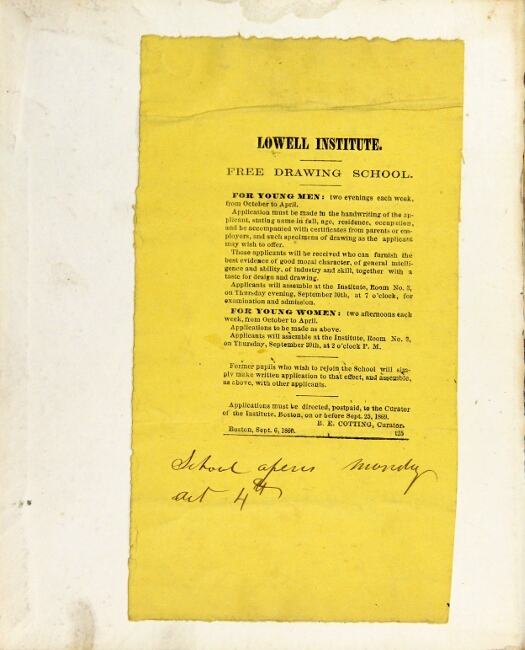 LOWELL INSTITUTE.
FREE DRAWING SCHOOL.
FOR YOUNG MEN: two evenings each week,
from October to April.
Application must be made in the handwriting of the ap-
plicant, stating name in full, age, residence, occupation,
and be accompanied with certificates from parents or em-
ployers, and such specimens of drawing as the applicant
may wish to offer.
Those applicants will be received who can furnish the
best evidence of good moral character, of general intelli-
gence and ability, of industry and skill, together with a
taste for design and drawing.
Applicants will assemble at the Institute, Room No. 3,
on Thursday evening, September 30th, at 7 o'clock, for
examination and admission.
FOR YOUNG WOMEN: two afternoons each
week, from October to April.
Applications to be made as above.
Applicants will assemble at the Institute, Room No. 3,
on Thursday, September 30th, at 2 o'clock P. M.
Former pupils who wish to rejoin the School will sim-
ply make written application to that effect, and assemble,
as above, with other applicants.
Applications must be directed, postpaid, to the Curator
of the Institute, Boston, on or before Sept. 25, 1869.
B. E. COTTING, Curator.
Boston, Sept. 6, 1869. t25
School opens monday
Oct 4th